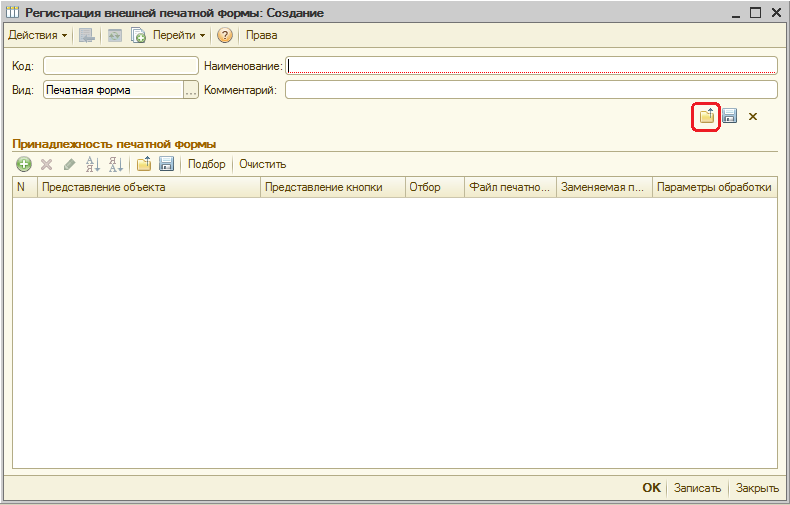 Регистрация внешней печатной формы: Создание
Действия Перейти ? Права
Код: Наименование:
Вид: Печатная форма ... Комментарий:
Принадлежность печатной формы
Подбор Очистить
N Представление объекта Представление кнопки Отбор Файл печатно... Заменяемая п... Параметры обработки
OK Записать Закрыть